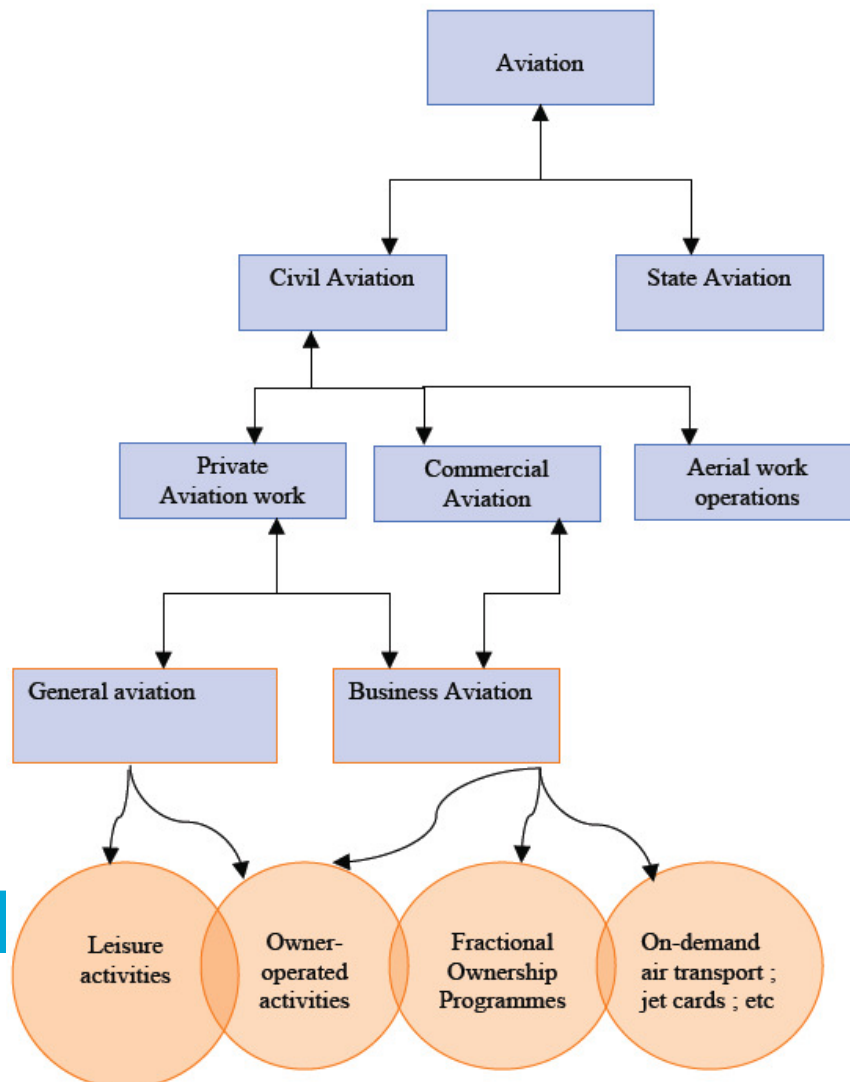 Aviation
Civil Aviation
State Aviation
Private
Aviation work
Commercial
Aviation
Aerial work
operations
General aviation
Business Aviation
Leisure
activities
Owner-
operated
activities
Fractional
Ownership
Programmes
On-demand
air transport ;
jet cards ; etc